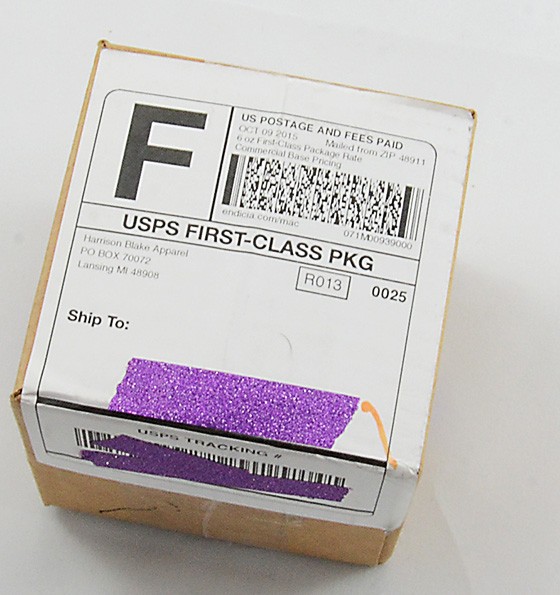 F
US POSTAGE AND FEES PAID
OCT 09 2015 Mailed from ZIP 48911
6 oz First-Class Package Rate
Commercial Base Pricing
endicia.com/mac 071M00939000
USPS FIRST-CLASS PKG
Harrison Blake Apparel
PO BOX 70072
Lansing MI 48908
R013
0025
Ship To:
USPS TRACKING #